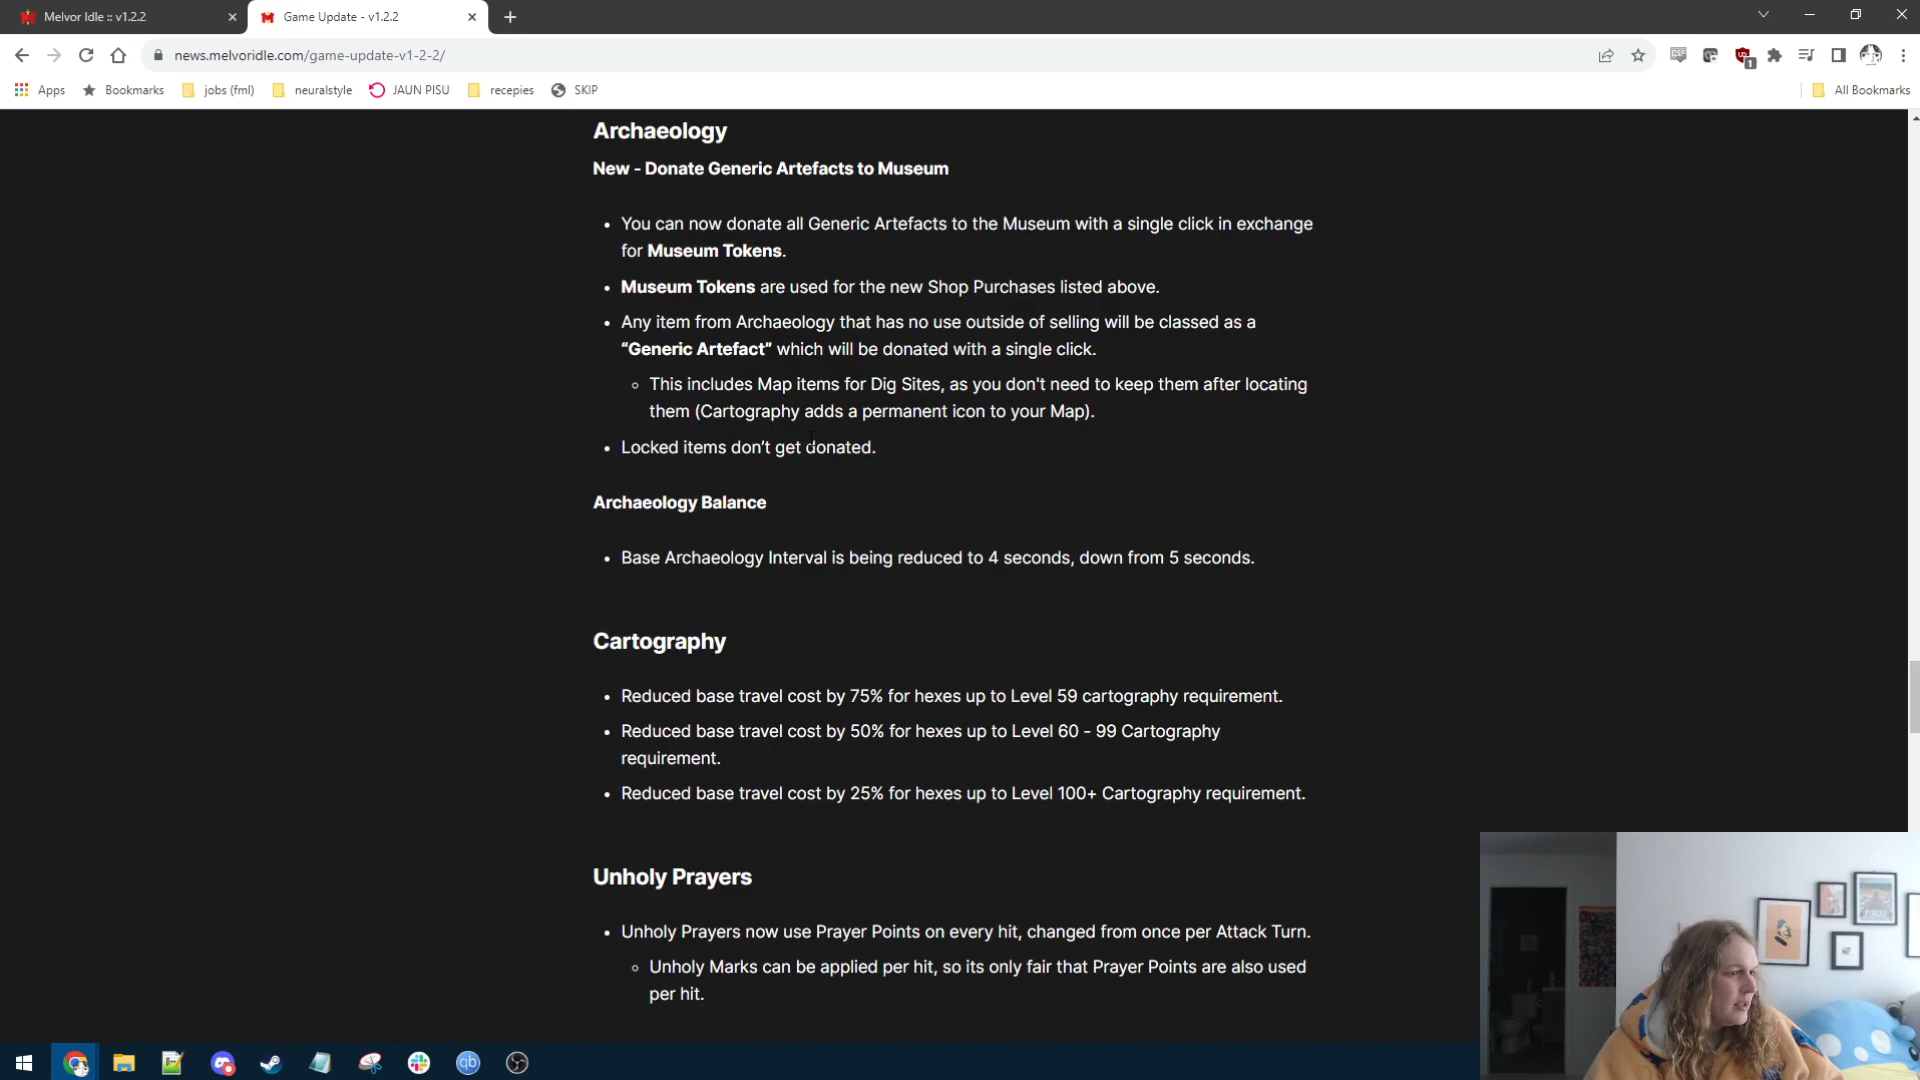 Melvor Idle :: v1.2.2
Game Update - v1.2.2
news.melvoridle.com/game-update-v1-2-2/
Apps
Bookmarks
jobs (fml)
neuralstyle
JAUN PISU
recepies
SKIP
All Bookmarks
Archaeology
New - Donate Generic Artefacts to Museum
• You can now donate all Generic Artefacts to the Museum with a single click in exchange
for Museum Tokens.
• Museum Tokens are used for the new Shop Purchases listed above.
• Any item from Archaeology that has no use outside of selling will be classed as a
“Generic Artefact” which will be donated with a single click.
◦ This includes Map items for Dig Sites, as you don't need to keep them after locating
them (Cartography adds a permanent icon to your Map).
• Locked items don’t get donated.
Archaeology Balance
• Base Archaeology Interval is being reduced to 4 seconds, down from 5 seconds.
Cartography
• Reduced base travel cost by 75% for hexes up to Level 59 cartography requirement.
• Reduced base travel cost by 50% for hexes up to Level 60 - 99 Cartography
requirement.
• Reduced base travel cost by 25% for hexes up to Level 100+ Cartography requirement.
Unholy Prayers
• Unholy Prayers now use Prayer Points on every hit, changed from once per Attack Turn.
◦ Unholy Marks can be applied per hit, so its only fair that Prayer Points are also used
per hit.